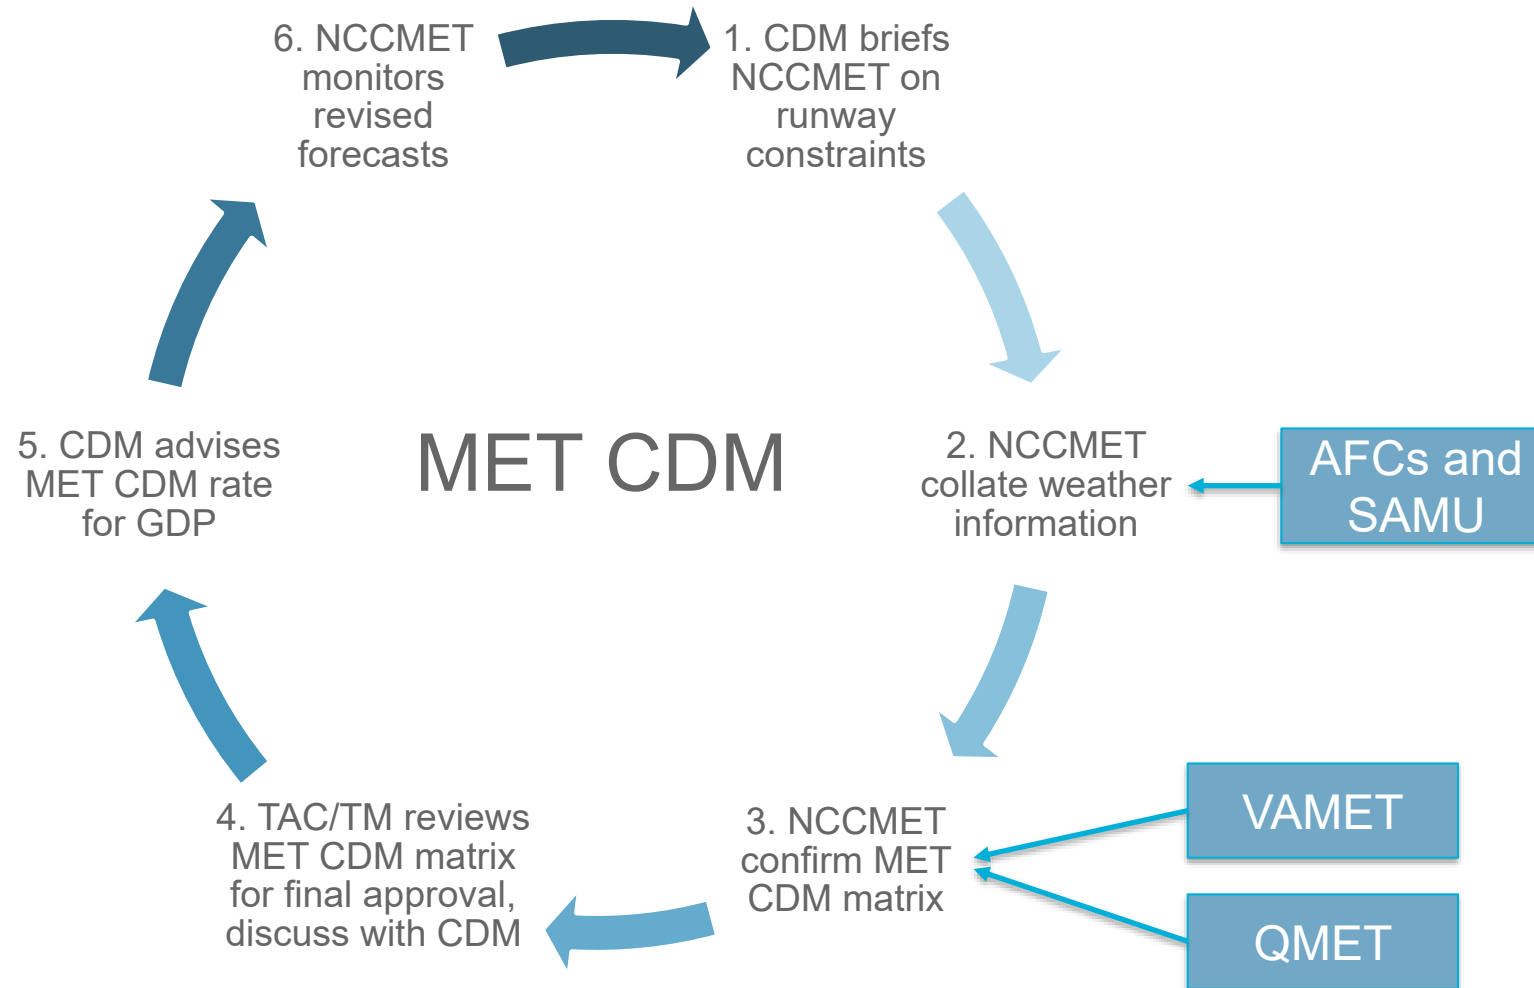 6. NCCMET
monitors
revised
forecasts
1. CDM briefs
NCCMET on
runway
constraints
5. CDM advises
MET CDM rate
for GDP
MET CDM
2. NCCMET
collate weather
information
AFCs and
SAMU
4. TAC/TM reviews
MET CDM matrix
for final approval,
discuss with CDM
3. NCCMET
confirm MET
CDM matrix
VAMET
QMET